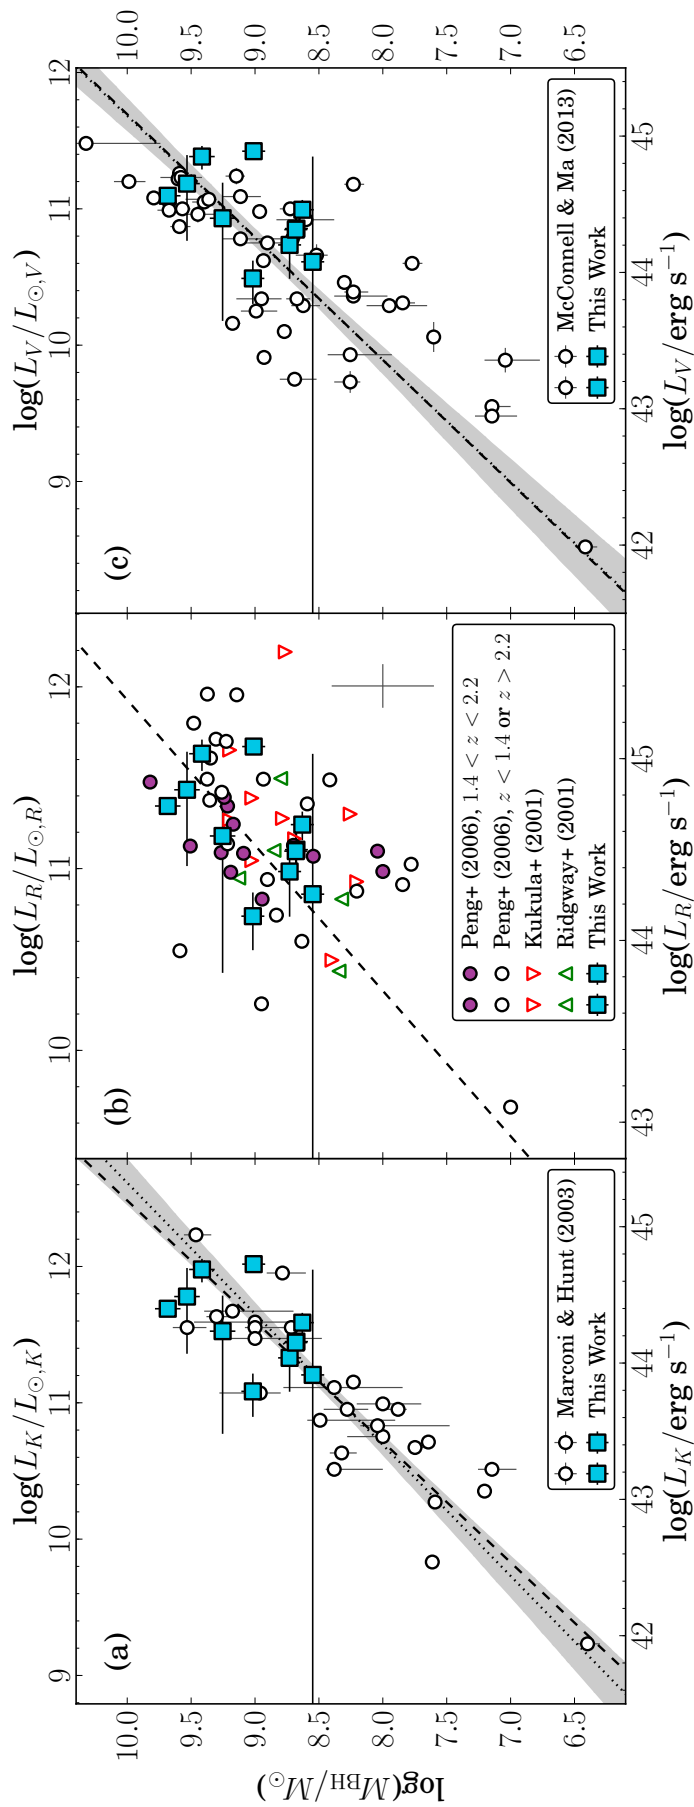 log(L_K/L_⊙,K)
9 10 11 12
log(L_R/L_⊙,R)
10 11 12
log(L_V/L_⊙,V)
9 10 11 12
log(M_BH/M_⊙)
10.0
9.5
9.0
8.5
8.0
7.5
7.0
6.5
(a)
Marconi & Hunt (2003)
This Work
(b)
Peng+ (2006), 1.4 < z < 2.2
Peng+ (2006), z < 1.4 or z > 2.2
Kukula+ (2001)
Ridgway+ (2001)
This Work
(c)
McConnell & Ma (2013)
This Work
10.0
9.5
9.0
8.5
8.0
7.5
7.0
6.5
42 43 44 45
log(L_K/erg s⁻¹)
43 44 45
log(L_R/erg s⁻¹)
42 43 44 45
log(L_V/erg s⁻¹)